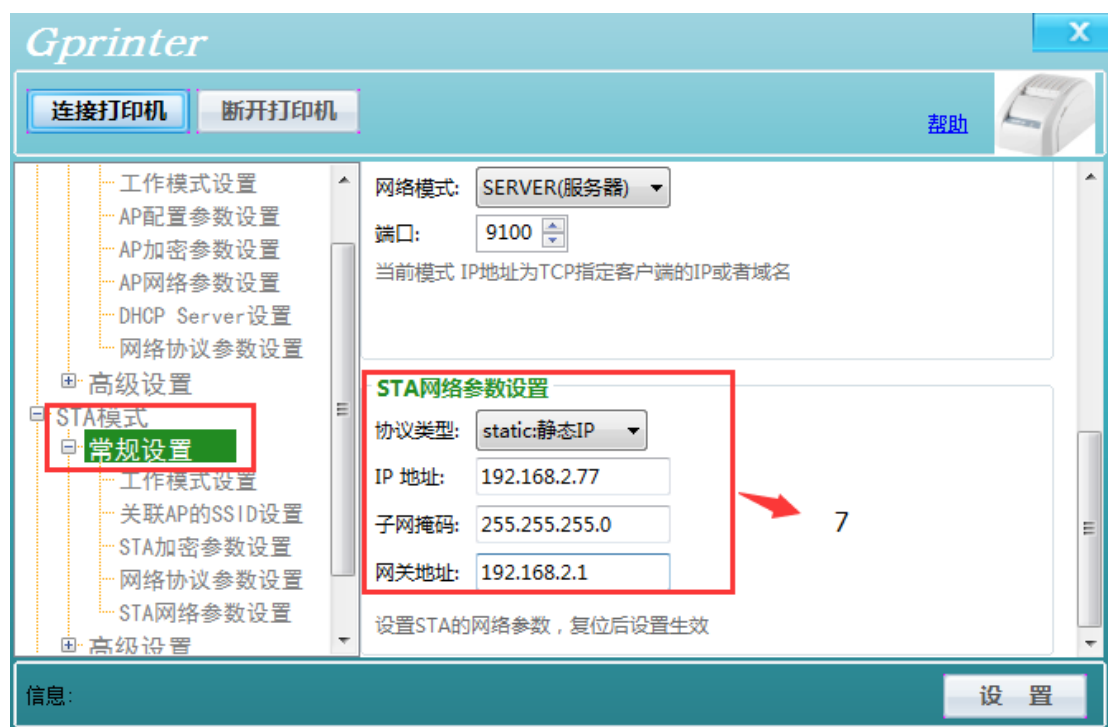 Gprinter
X
连接打印机
断开打印机
帮助
工作模式设置
AP配置参数设置
AP加密参数设置
AP网络参数设置
DHCP Server设置
网络协议参数设置
高级设置
STA模式
常规设置
工作模式设置
关联AP的SSID设置
STA加密参数设置
网络协议参数设置
STA网络参数设置
高级设置
网络模式: SERVER(服务器)
端口: 9100
当前模式 IP地址为TCP指定客户端的IP或者域名
STA网络参数设置
协议类型: static:静态IP
IP 地址: 192.168.2.77
子网掩码: 255.255.255.0
网关地址: 192.168.2.1
7
设置STA的网络参数，复位后设置生效
信息:
设 置